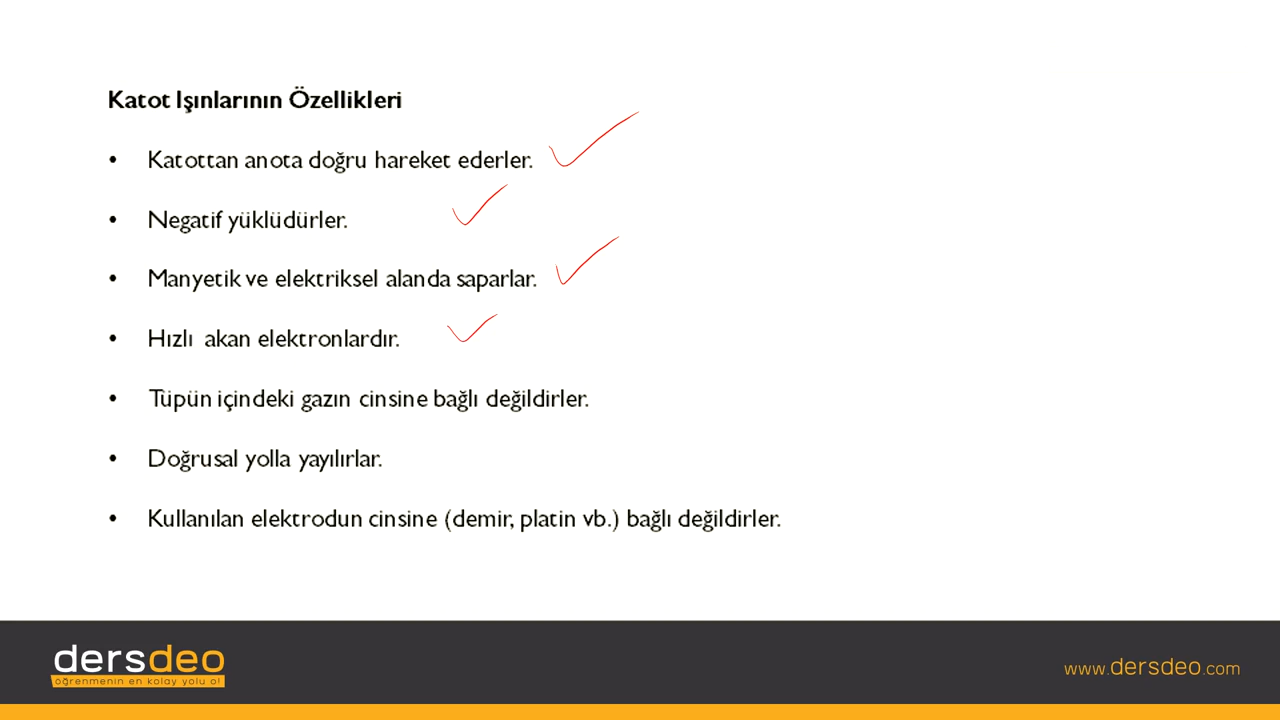 Katot Işınlarının Özellikleri
• Katottan anota doğru hareket ederler.
• Negatif yüklüdürler.
• Manyetik ve elektriksel alanda saparlar.
• Hızlı akan elektronlardır.
• Tüpün içindeki gazın cinsine bağlı değildirler.
• Doğrusal yolla yayılırlar.
• Kullanılan elektrodun cinsine (demir, platin vb.) bağlı değildirler.
dersdeo
öğrenmenin en kolay yolu o!
www.dersdeo.com